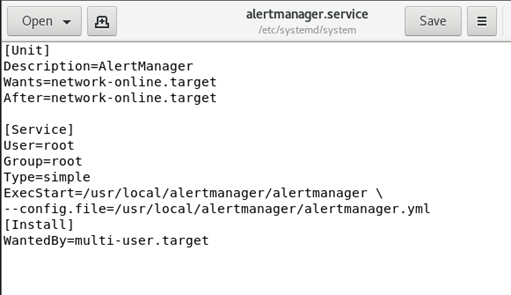 Open
alertmanager.service
/etc/systemd/system
Save
[Unit]
Description=AlertManager
Wants=network-online.target
After=network-online.target
[Service]
User=root
Group=root
Type=simple
ExecStart=/usr/local/alertmanager/alertmanager \
--config.file=/usr/local/alertmanager/alertmanager.yml
[Install]
WantedBy=multi-user.target